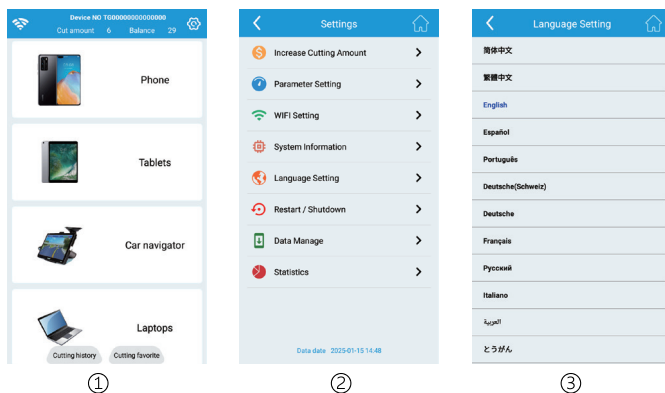 Device NO TG00000000000000
Cut amount 6 Balance 29
Phone
Tablets
Car navigator
Laptops
Cutting history Cutting favorite
①
Settings
Increase Cutting Amount
Parameter Setting
WIFI Setting
System Information
Language Setting
Restart / Shutdown
Data Manage
Statistics
Data date 2025-01-15 14:48
②
Language Setting
简体中文
繁體中文
English
Español
Português
Deutsche(Schweiz)
Deutsche
Français
Русский
Italiano
العربية
とうがん
③